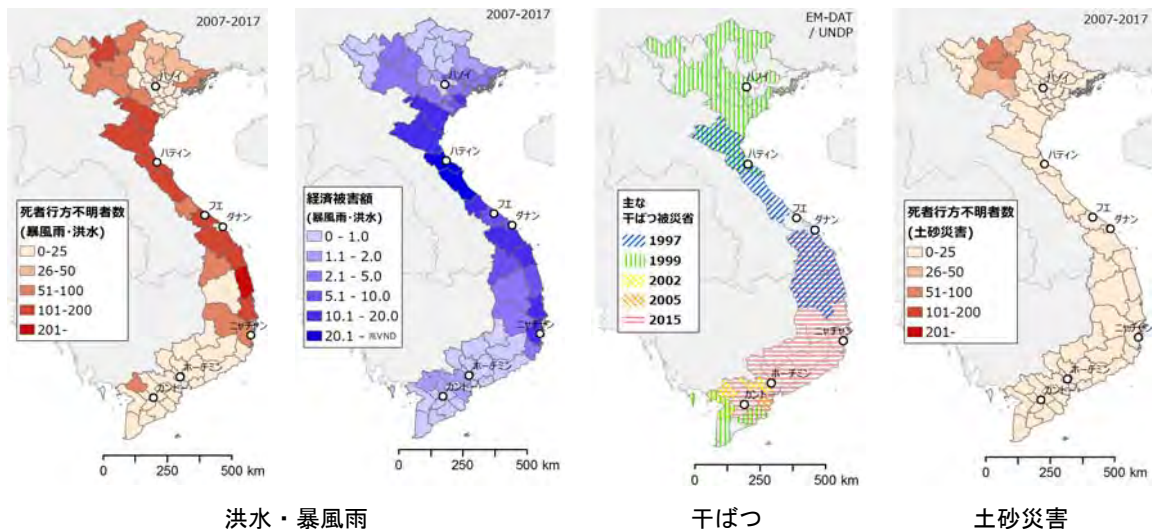 2007-2017
ハノイ
ハティン
フエ
ダナン
ニャチャン
ホーチミン
カントー
死者行方不明者数
(暴風雨・洪水)
0-25
26-50
51-100
101-200
201-
0 250 500 km
ハノイ
ハティン
フエ
ダナン
ニャチャン
ホーチミン
カントー
経済被害額
(暴風雨・洪水)
0 - 1.0
1.1 - 2.0
2.1 - 5.0
5.1 - 10.0
10.1 - 20.0
20.1 - 兆VND
0 250 500 km
EM-DAT
/ UNDP
ハノイ
ハティン
フエ
ダナン
ニャチャン
ホーチミン
カントー
主な
干ばつ被災省
1997
1999
2002
2005
2015
0 250 500 km
2007-2017
ハノイ
ハティン
フエ
ダナン
ニャチャン
ホーチミン
カントー
死者行方不明者数
(土砂災害)
0-25
26-50
51-100
101-200
201-
0 250 500 km
洪水・暴風雨
干ばつ
土砂災害